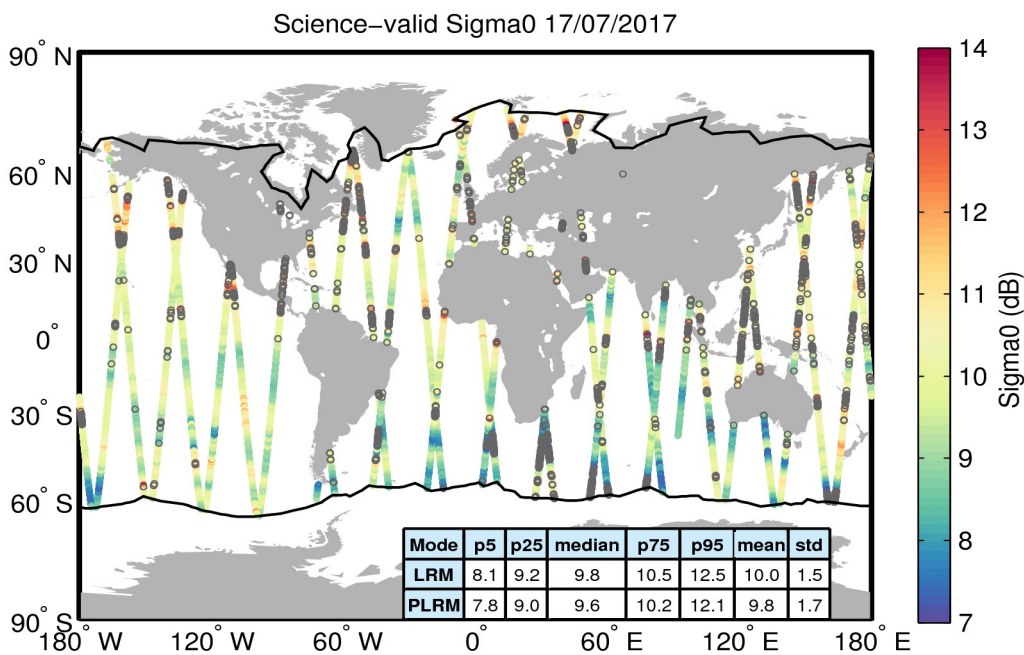 Science−valid Sigma0 17/07/2017
90° N
60° N
30° N
0°
30° S
60° S
90° S
180° W
120° W
60° W
0°
60° E
120° E
180° E
Mode p5 p25 median p75 p95 mean std
LRM 8.1 9.2 9.8 10.5 12.5 10.0 1.5
PLRM 7.8 9.0 9.6 10.2 12.1 9.8 1.7
14
13
12
11
10
9
8
7
Sigma0 (dB)